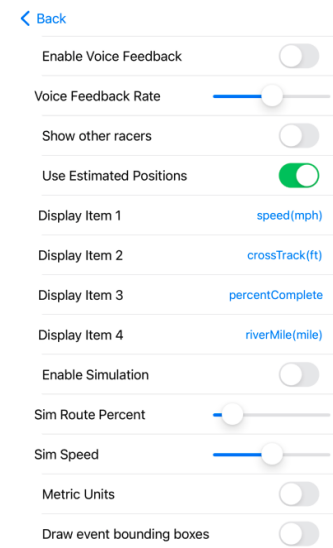 Back
Enable Voice Feedback
Voice Feedback Rate
Show other racers
Use Estimated Positions
Display Item 1 speed(mph)
Display Item 2 crossTrack(ft)
Display Item 3 percentComplete
Display Item 4 riverMile(mile)
Enable Simulation
Sim Route Percent
Sim Speed
Metric Units
Draw event bounding boxes